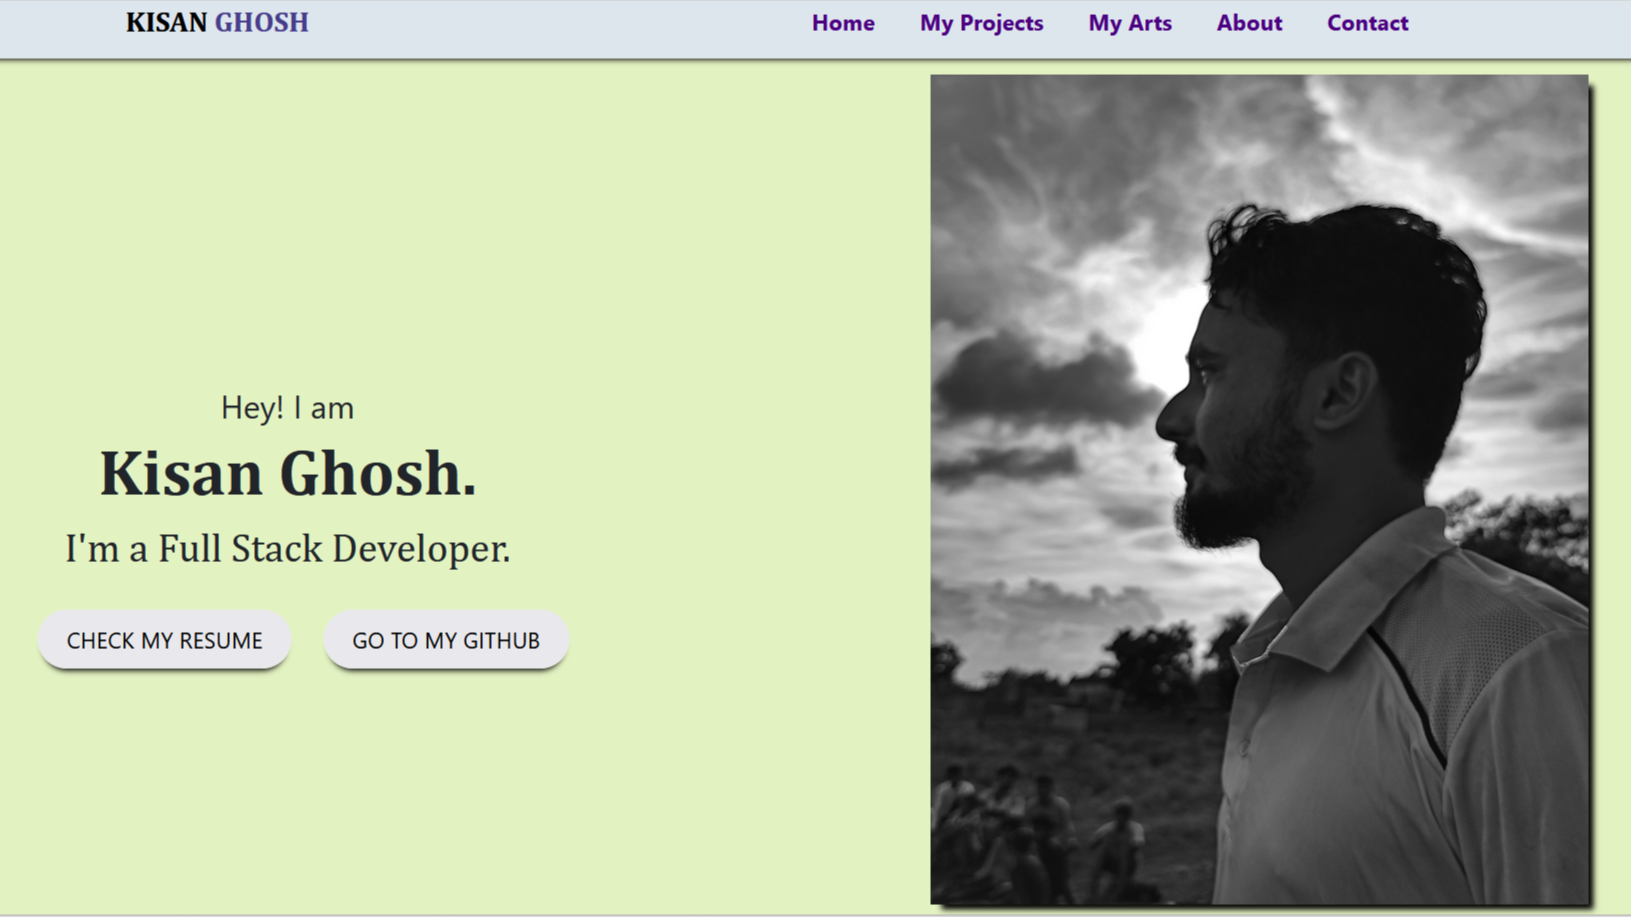 KISAN GHOSH
Home My Projects My Arts About Contact
Hey! I am
Kisan Ghosh.
I'm a Full Stack Developer.
CHECK MY RESUME
GO TO MY GITHUB